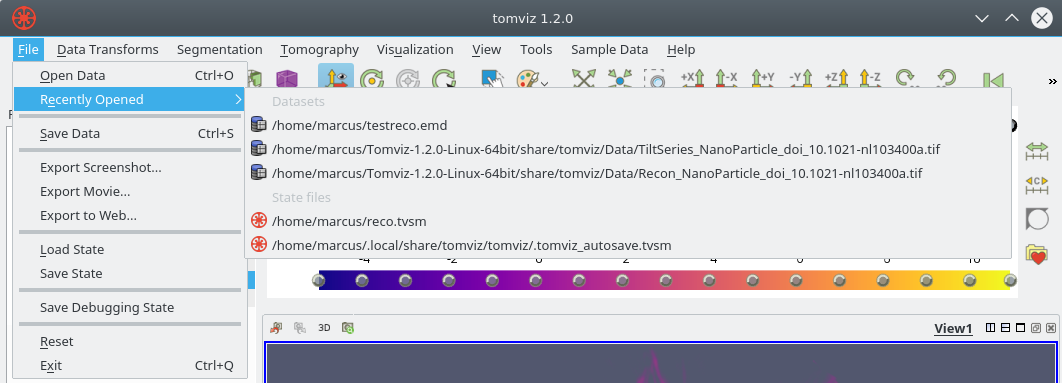 tomviz 1.2.0
File Data Transforms Segmentation Tomography Visualization View Tools Sample Data Help
Open Data Ctrl+O
Recently Opened
Save Data Ctrl+S
Export Screenshot...
Export Movie...
Export to Web...
Load State
Save State
Save Debugging State
Reset
Exit Ctrl+Q
+X -X +Y -Y +Z -Z
Datasets
/home/marcus/testreco.emd
/home/marcus/Tomviz-1.2.0-Linux-64bit/share/tomviz/Data/TiltSeries_NanoParticle_doi_10.1021-nl103400a.tif
/home/marcus/Tomviz-1.2.0-Linux-64bit/share/tomviz/Data/Recon_NanoParticle_doi_10.1021-nl103400a.tif
State files
/home/marcus/reco.tvsm
/home/marcus/.local/share/tomviz/tomviz/.tomviz_autosave.tvsm
C
-4 -2 0 2 4 6 8 10
3D View1